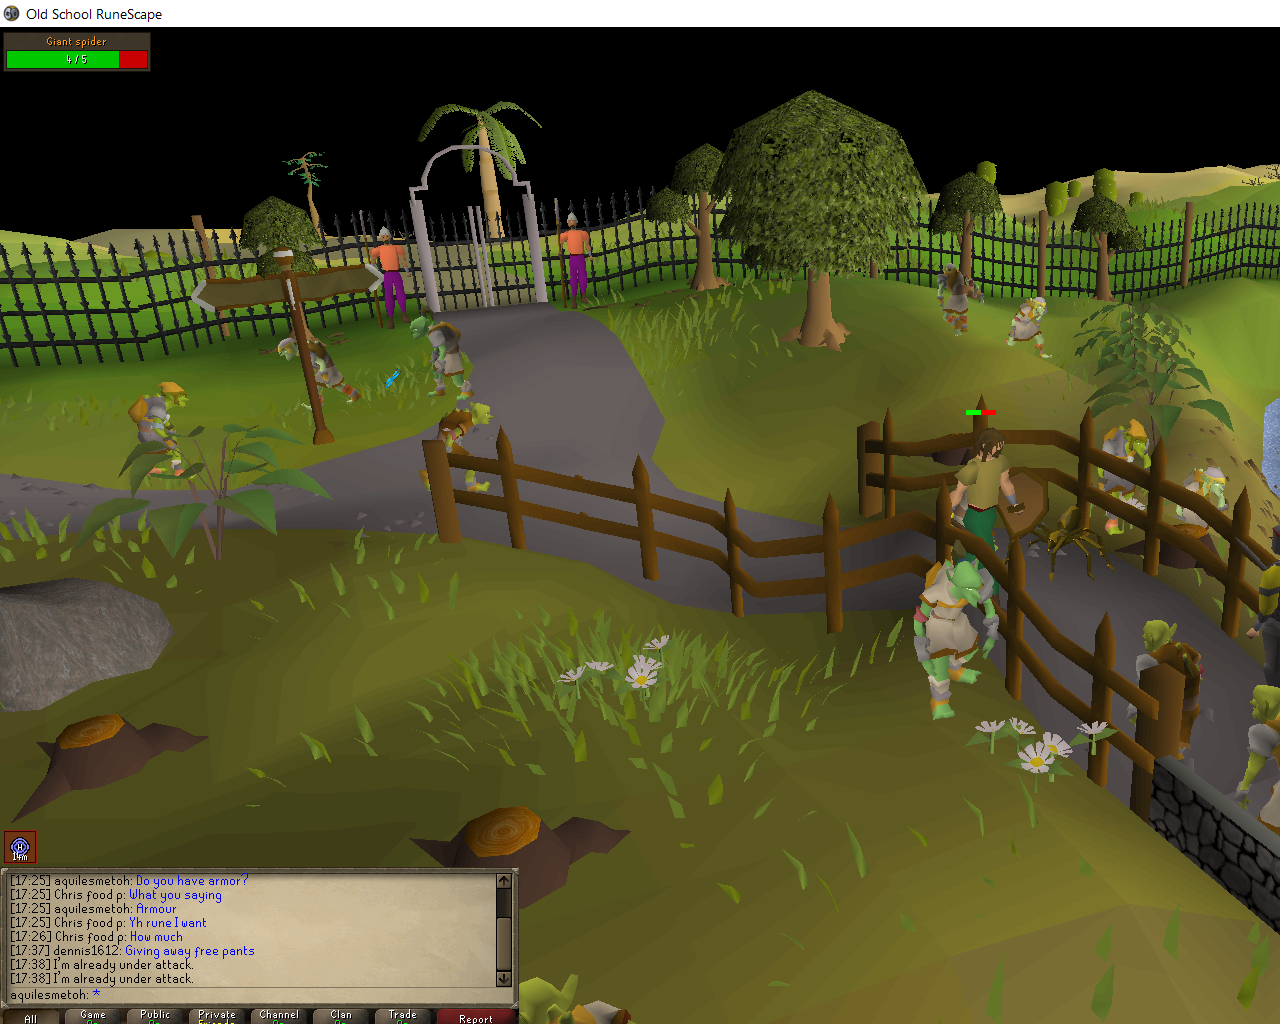 Old School RuneScape
Giant spider
4 / 5
H
14m
[17:25] aquilesmetoh: Do you have armor?
[17:25] Chris food p: What you saying
[17:25] aquilesmetoh: Armour
[17:25] Chris food p: Yh rune I want
[17:26] Chris food p: How much
[17:37] dennis1612: Giving away free pants
[17:38] I'm already under attack.
[17:38] I'm already under attack.
aquilesmetoh: *
All Game Public Private Channel Clan Trade Report